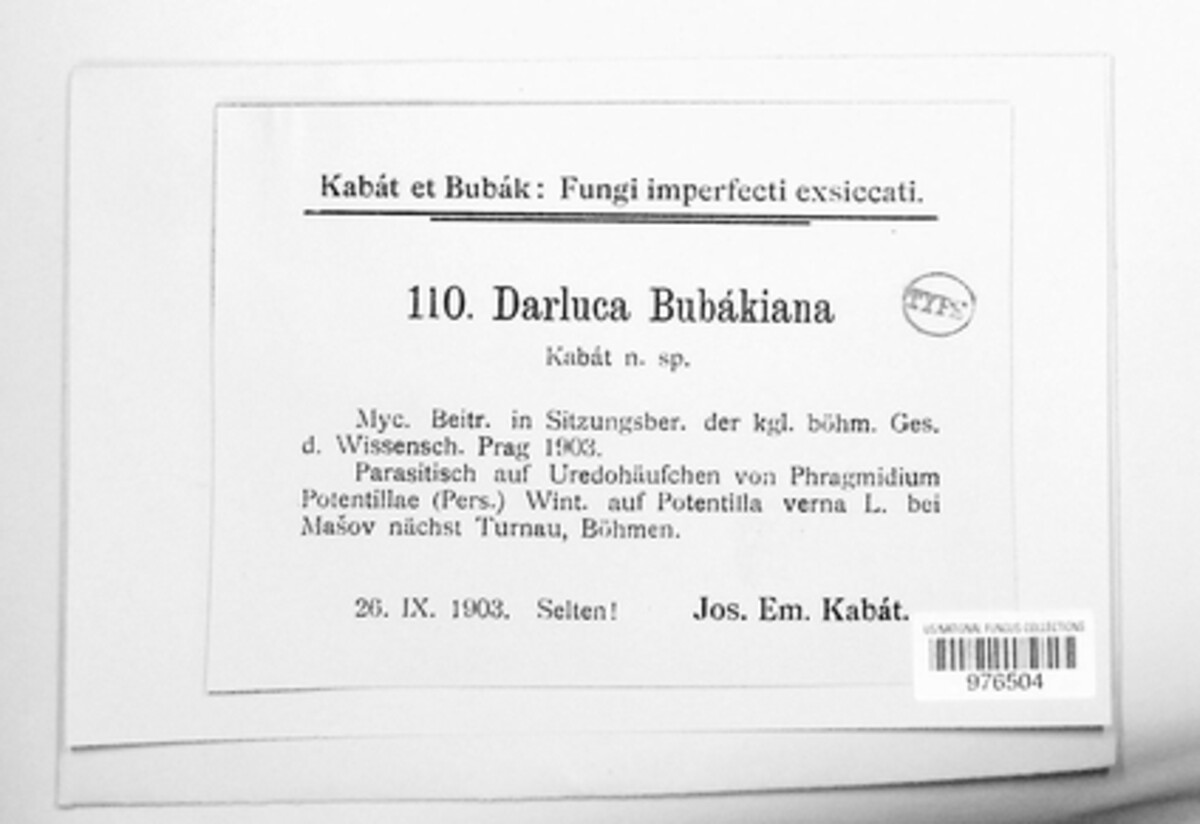 Kabát et Bubák: Fungi imperfecti exsiccati.
110. Darluca Bubákiana
TYPE
Kabát n. sp.
Myc. Beitr. in Sitzungsber. der kgl. böhm. Ges.
d. Wissensch. Prag 1903.
Parasitisch auf Uredohäufchen von Phragmidium
Potentillae (Pers.) Wint. auf Potentilla verna L. bei
Mašov nächst Turnau, Böhmen.
26. IX. 1903. Selten! Jos. Em. Kabát.
US NATIONAL FUNGUS COLLECTIONS
976504